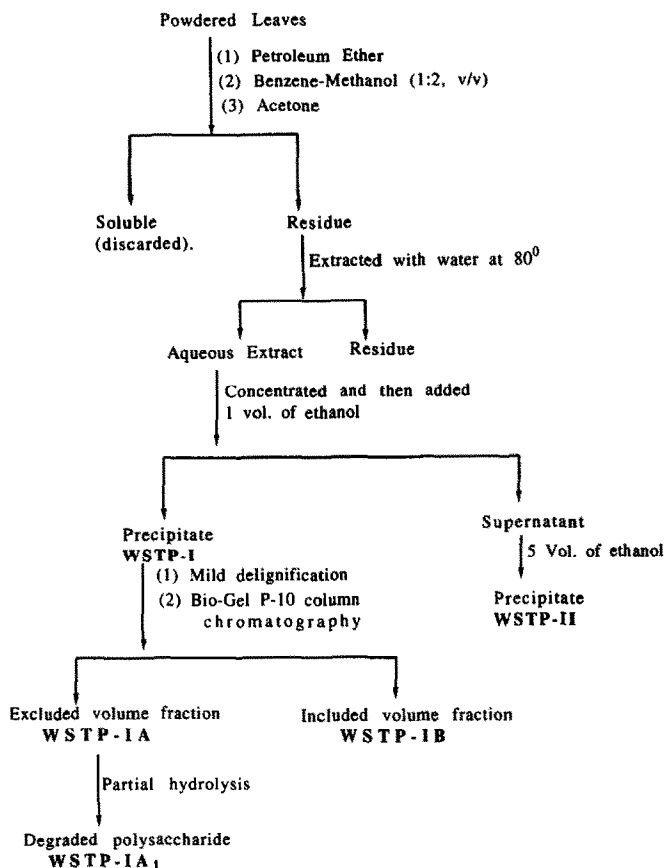 Powdered Leaves
(1) Petroleum Ether
(2) Benzene-Methanol (1:2, v/v)
(3) Acetone
Soluble
(discarded).
Residue
Extracted with water at 80⁰
Aqueous Extract
Residue
Concentrated and then added
1 vol. of ethanol
Precipitate
WSTP-I
Supernatant
5 Vol. of ethanol
(1) Mild delignification
(2) Bio-Gel P-10 column
chromatography
Precipitate
WSTP-II
Excluded volume fraction
WSTP-IA
Included volume fraction
WSTP-IB
Partial hydrolysis
Degraded polysaccharide
WSTP-IA₁